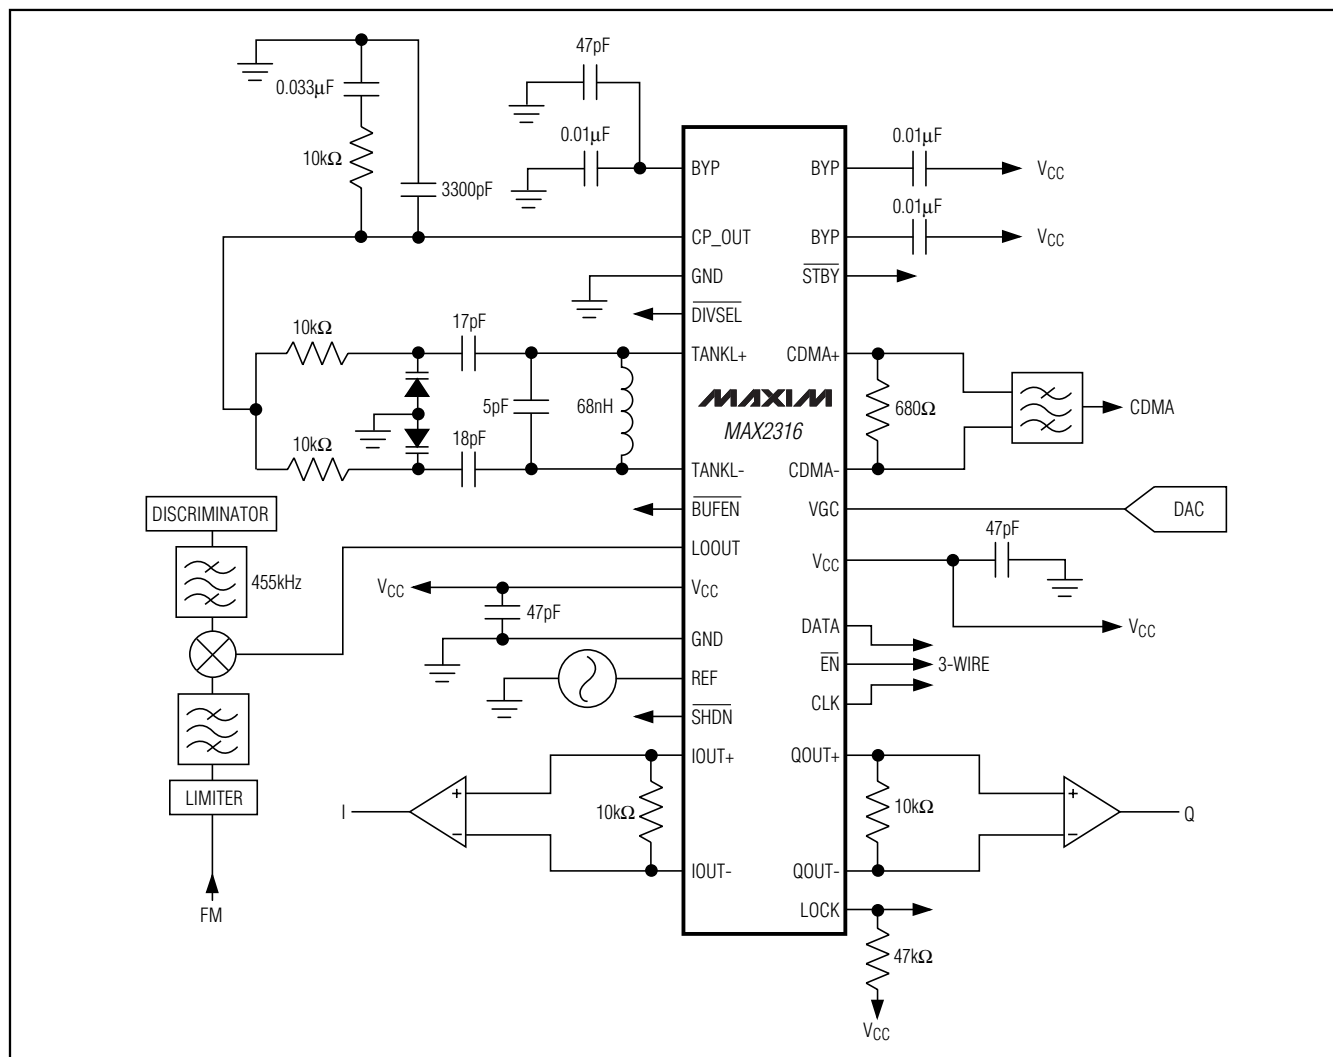 47pF
0.033μF
0.01μF
0.01μF
10kΩ
3300pF
BYP
BYP
VCC
0.01μF
CP_OUT
BYP
VCC
GND
STBY
DIVSEL
10kΩ
17pF
TANKL+
CDMA+
5pF
68nH
MAXIM
MAX2316
680Ω
CDMA
10kΩ
18pF
TANKL-
CDMA-
BUFEN
VGC
DAC
DISCRIMINATOR
47pF
LOOUT
VCC
455kHz
VCC
VCC
47pF
GND
DATA
VCC
EN
3-WIRE
REF
CLK
SHDN
IOUT+
QOUT+
LIMITER
I
+
–
10kΩ
10kΩ
+
–
Q
IOUT-
QOUT-
FM
LOCK
47kΩ
VCC